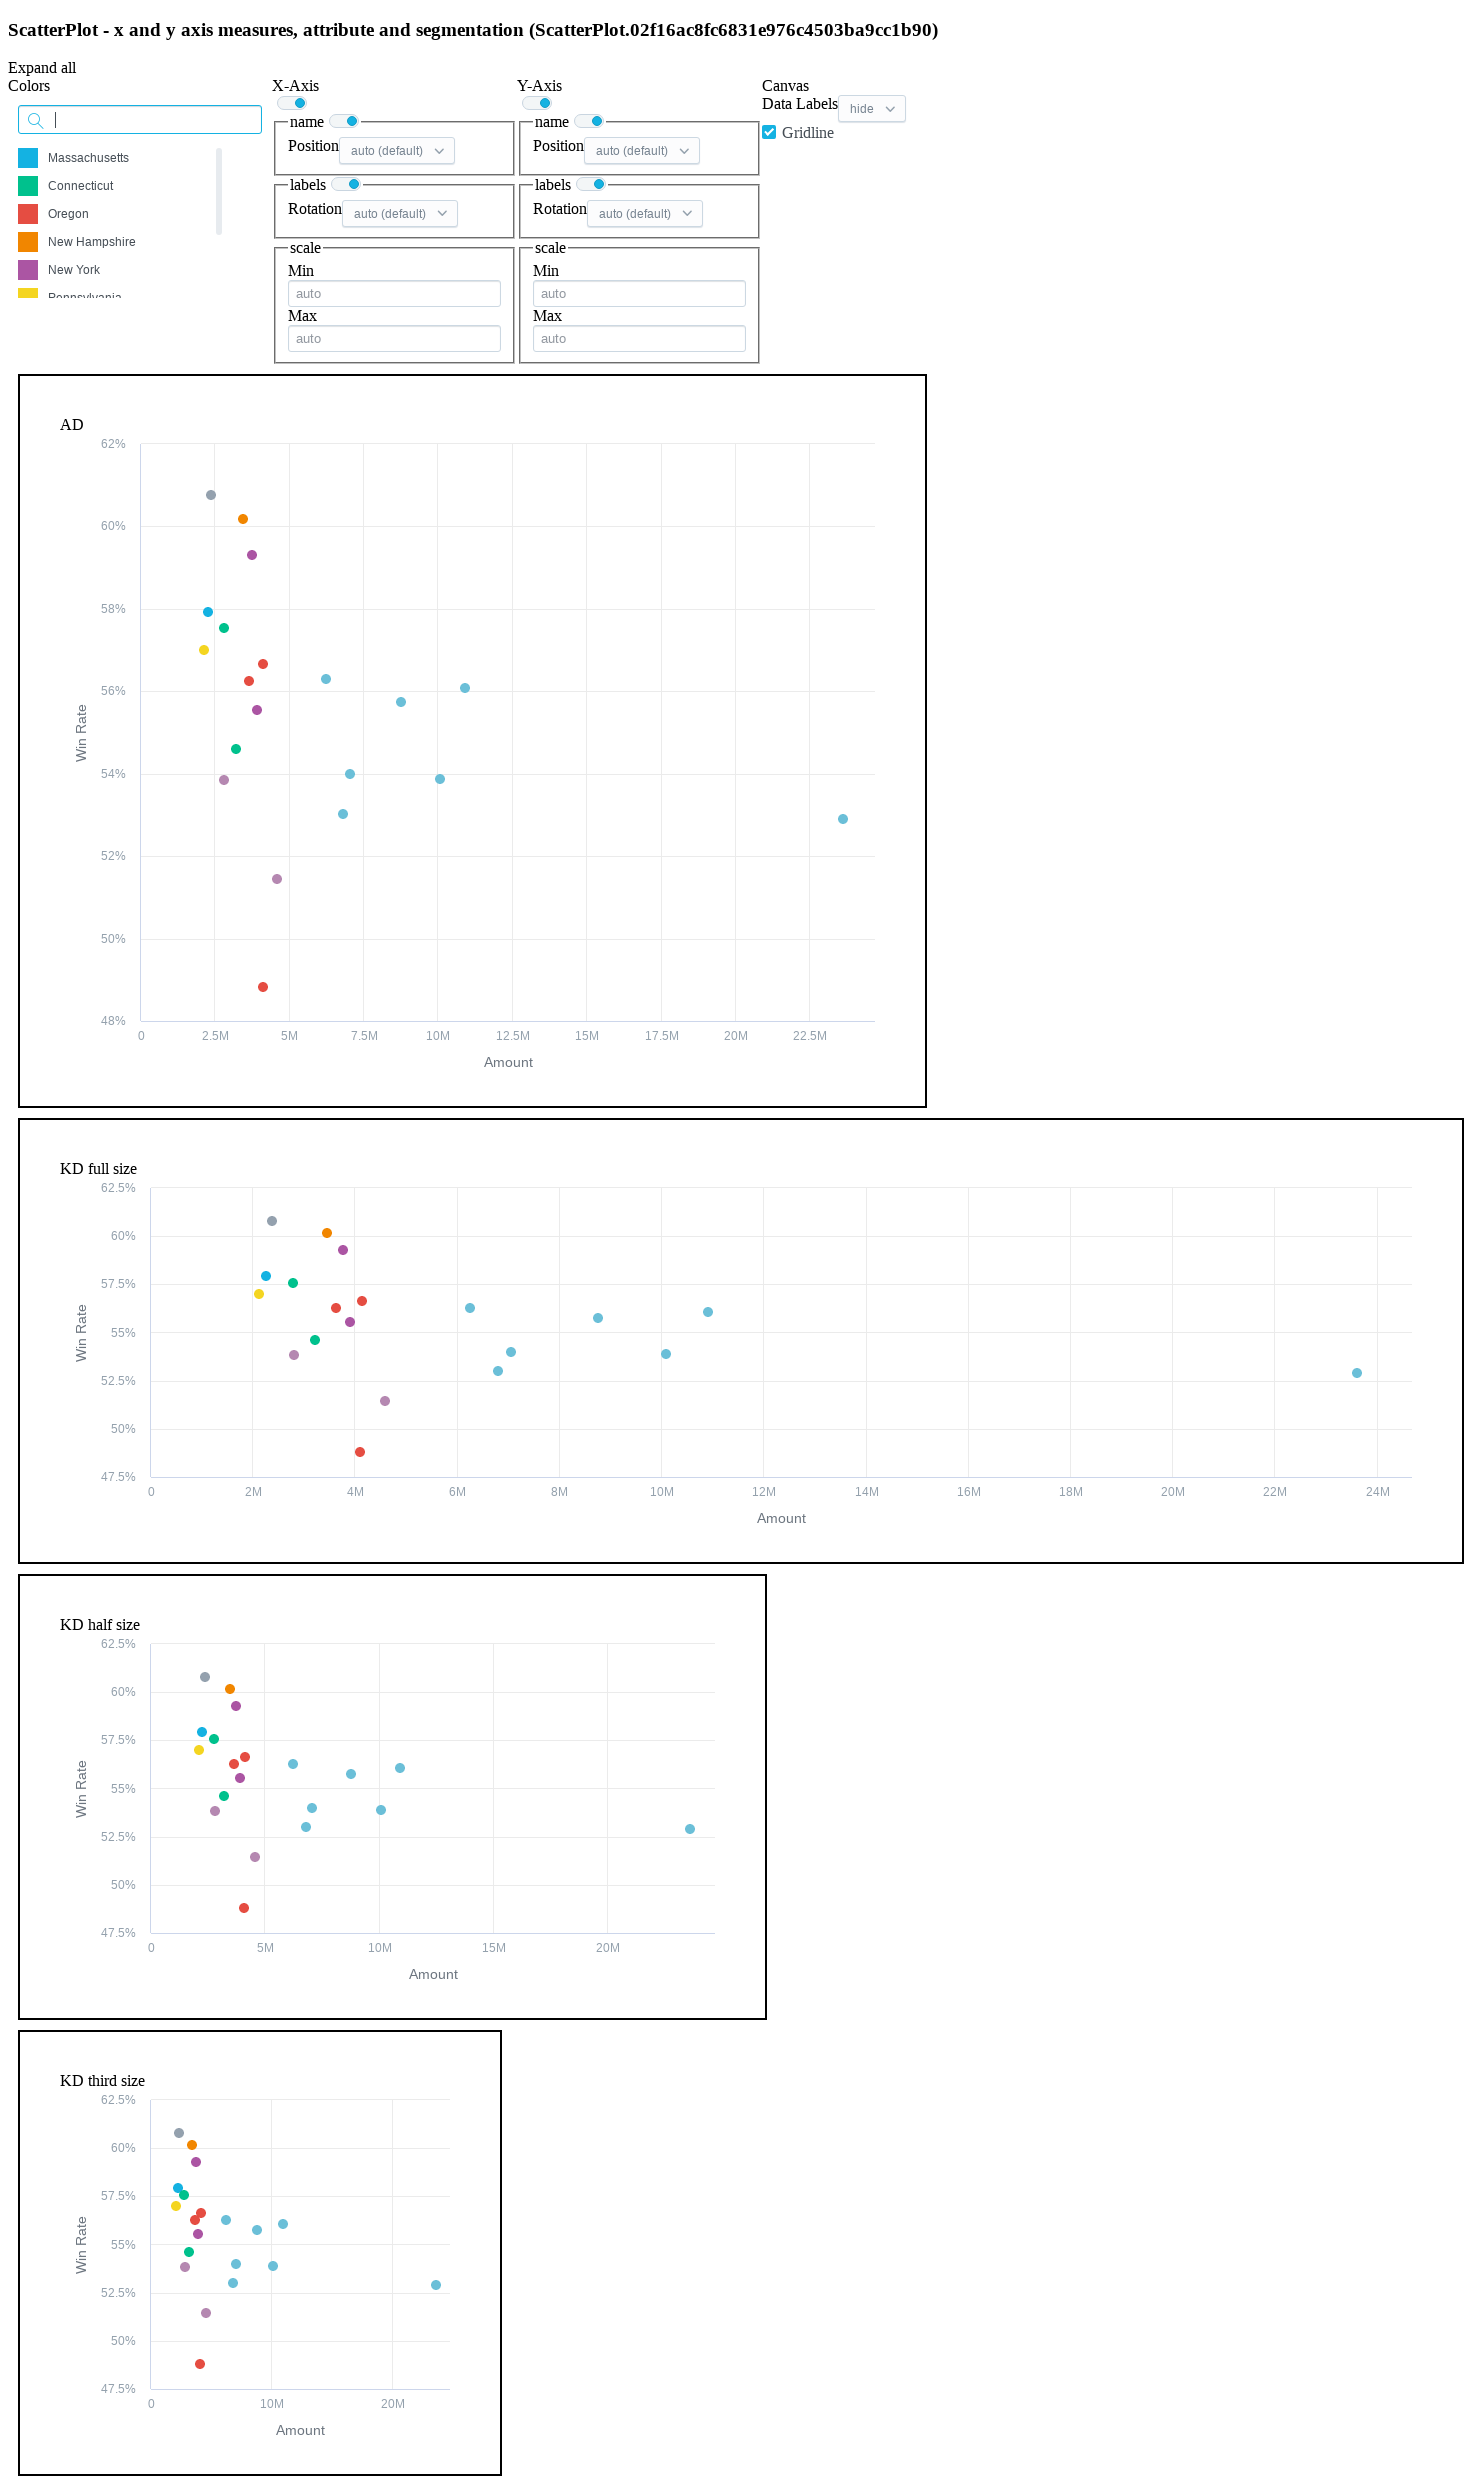 ScatterPlot - x and y axis measures, attribute and segmentation (ScatterPlot.02f16ac8fc6831e976c4503ba9cc1b90)
Expand all
Colors
Massachusetts
Connecticut
Oregon
New Hampshire
New York
Pennsylvania
X-Axis
name
Position auto (default)
labels
Rotation auto (default)
scale
Min
auto
Max
auto
Y-Axis
name
Position auto (default)
labels
Rotation auto (default)
scale
Min
auto
Max
auto
Canvas
Data Labels hide
Gridline
AD
62%
60%
58%
56%
54%
52%
50%
48%
Win Rate
0 2.5M 5M 7.5M 10M 12.5M 15M 17.5M 20M 22.5M
Amount
KD full size
62.5%
60%
57.5%
55%
52.5%
50%
47.5%
Win Rate
0 2M 4M 6M 8M 10M 12M 14M 16M 18M 20M 22M 24M
Amount
KD half size
62.5%
60%
57.5%
55%
52.5%
50%
47.5%
Win Rate
0 5M 10M 15M 20M
Amount
KD third size
62.5%
60%
57.5%
55%
52.5%
50%
47.5%
Win Rate
0 10M 20M
Amount